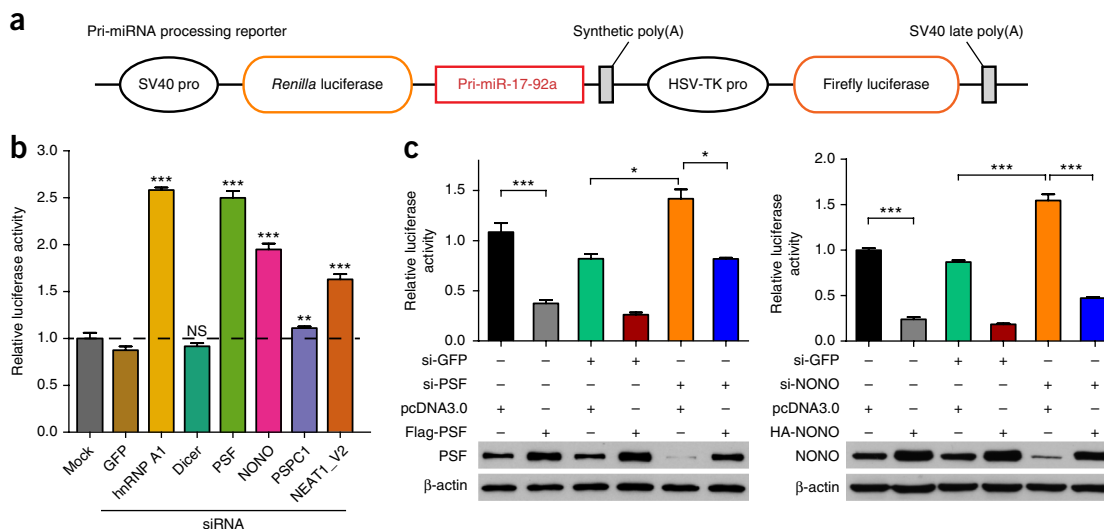 a
Pri-miRNA processing reporter
Synthetic poly(A)
SV40 late poly(A)
SV40 pro
Renilla luciferase
Pri-miR-17-92a
HSV-TK pro
Firefly luciferase
b
Relative luciferase activity
3.0
2.5
2.0
1.5
1.0
0.5
0.0
***
NS
***
***
**
***
Mock
GFP
hnRNP A1
Dicer
PSF
NONO
PSPC1
NEAT1_V2
siRNA
c
Relative luciferase
activity
1.5
1.0
0.5
0.0
***
*
*
si-GFP – – + + – –
si-PSF – – – – + +
pcDNA3.0 + – + – + –
Flag-PSF – + – + – +
PSF
β-actin
Relative luciferase
activity
2.0
1.5
1.0
0.5
0.0
***
***
***
si-GFP – – + + – –
si-NONO – – – – + +
pcDNA3.0 + – + – + –
HA-NONO – + – + – +
NONO
β-actin